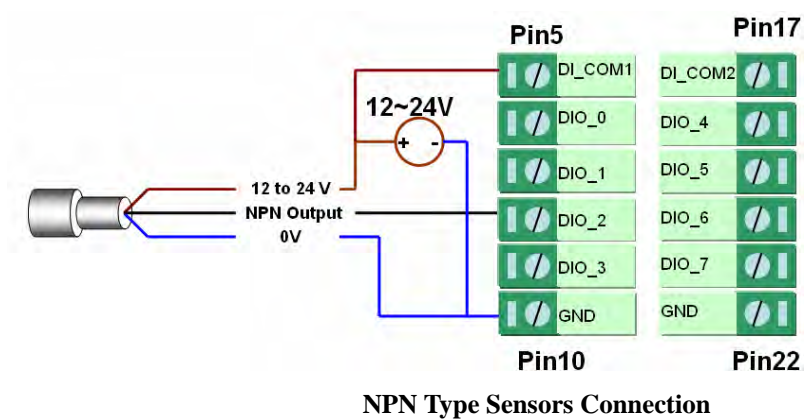 Pin5
Pin17
DI_COM1
DI_COM2
12~24V
+ -
DIO_0
DIO_4
DIO_1
DIO_5
12 to 24 V
NPN Output
0V
DIO_2
DIO_6
DIO_3
DIO_7
GND
GND
Pin10
Pin22
NPN Type Sensors Connection